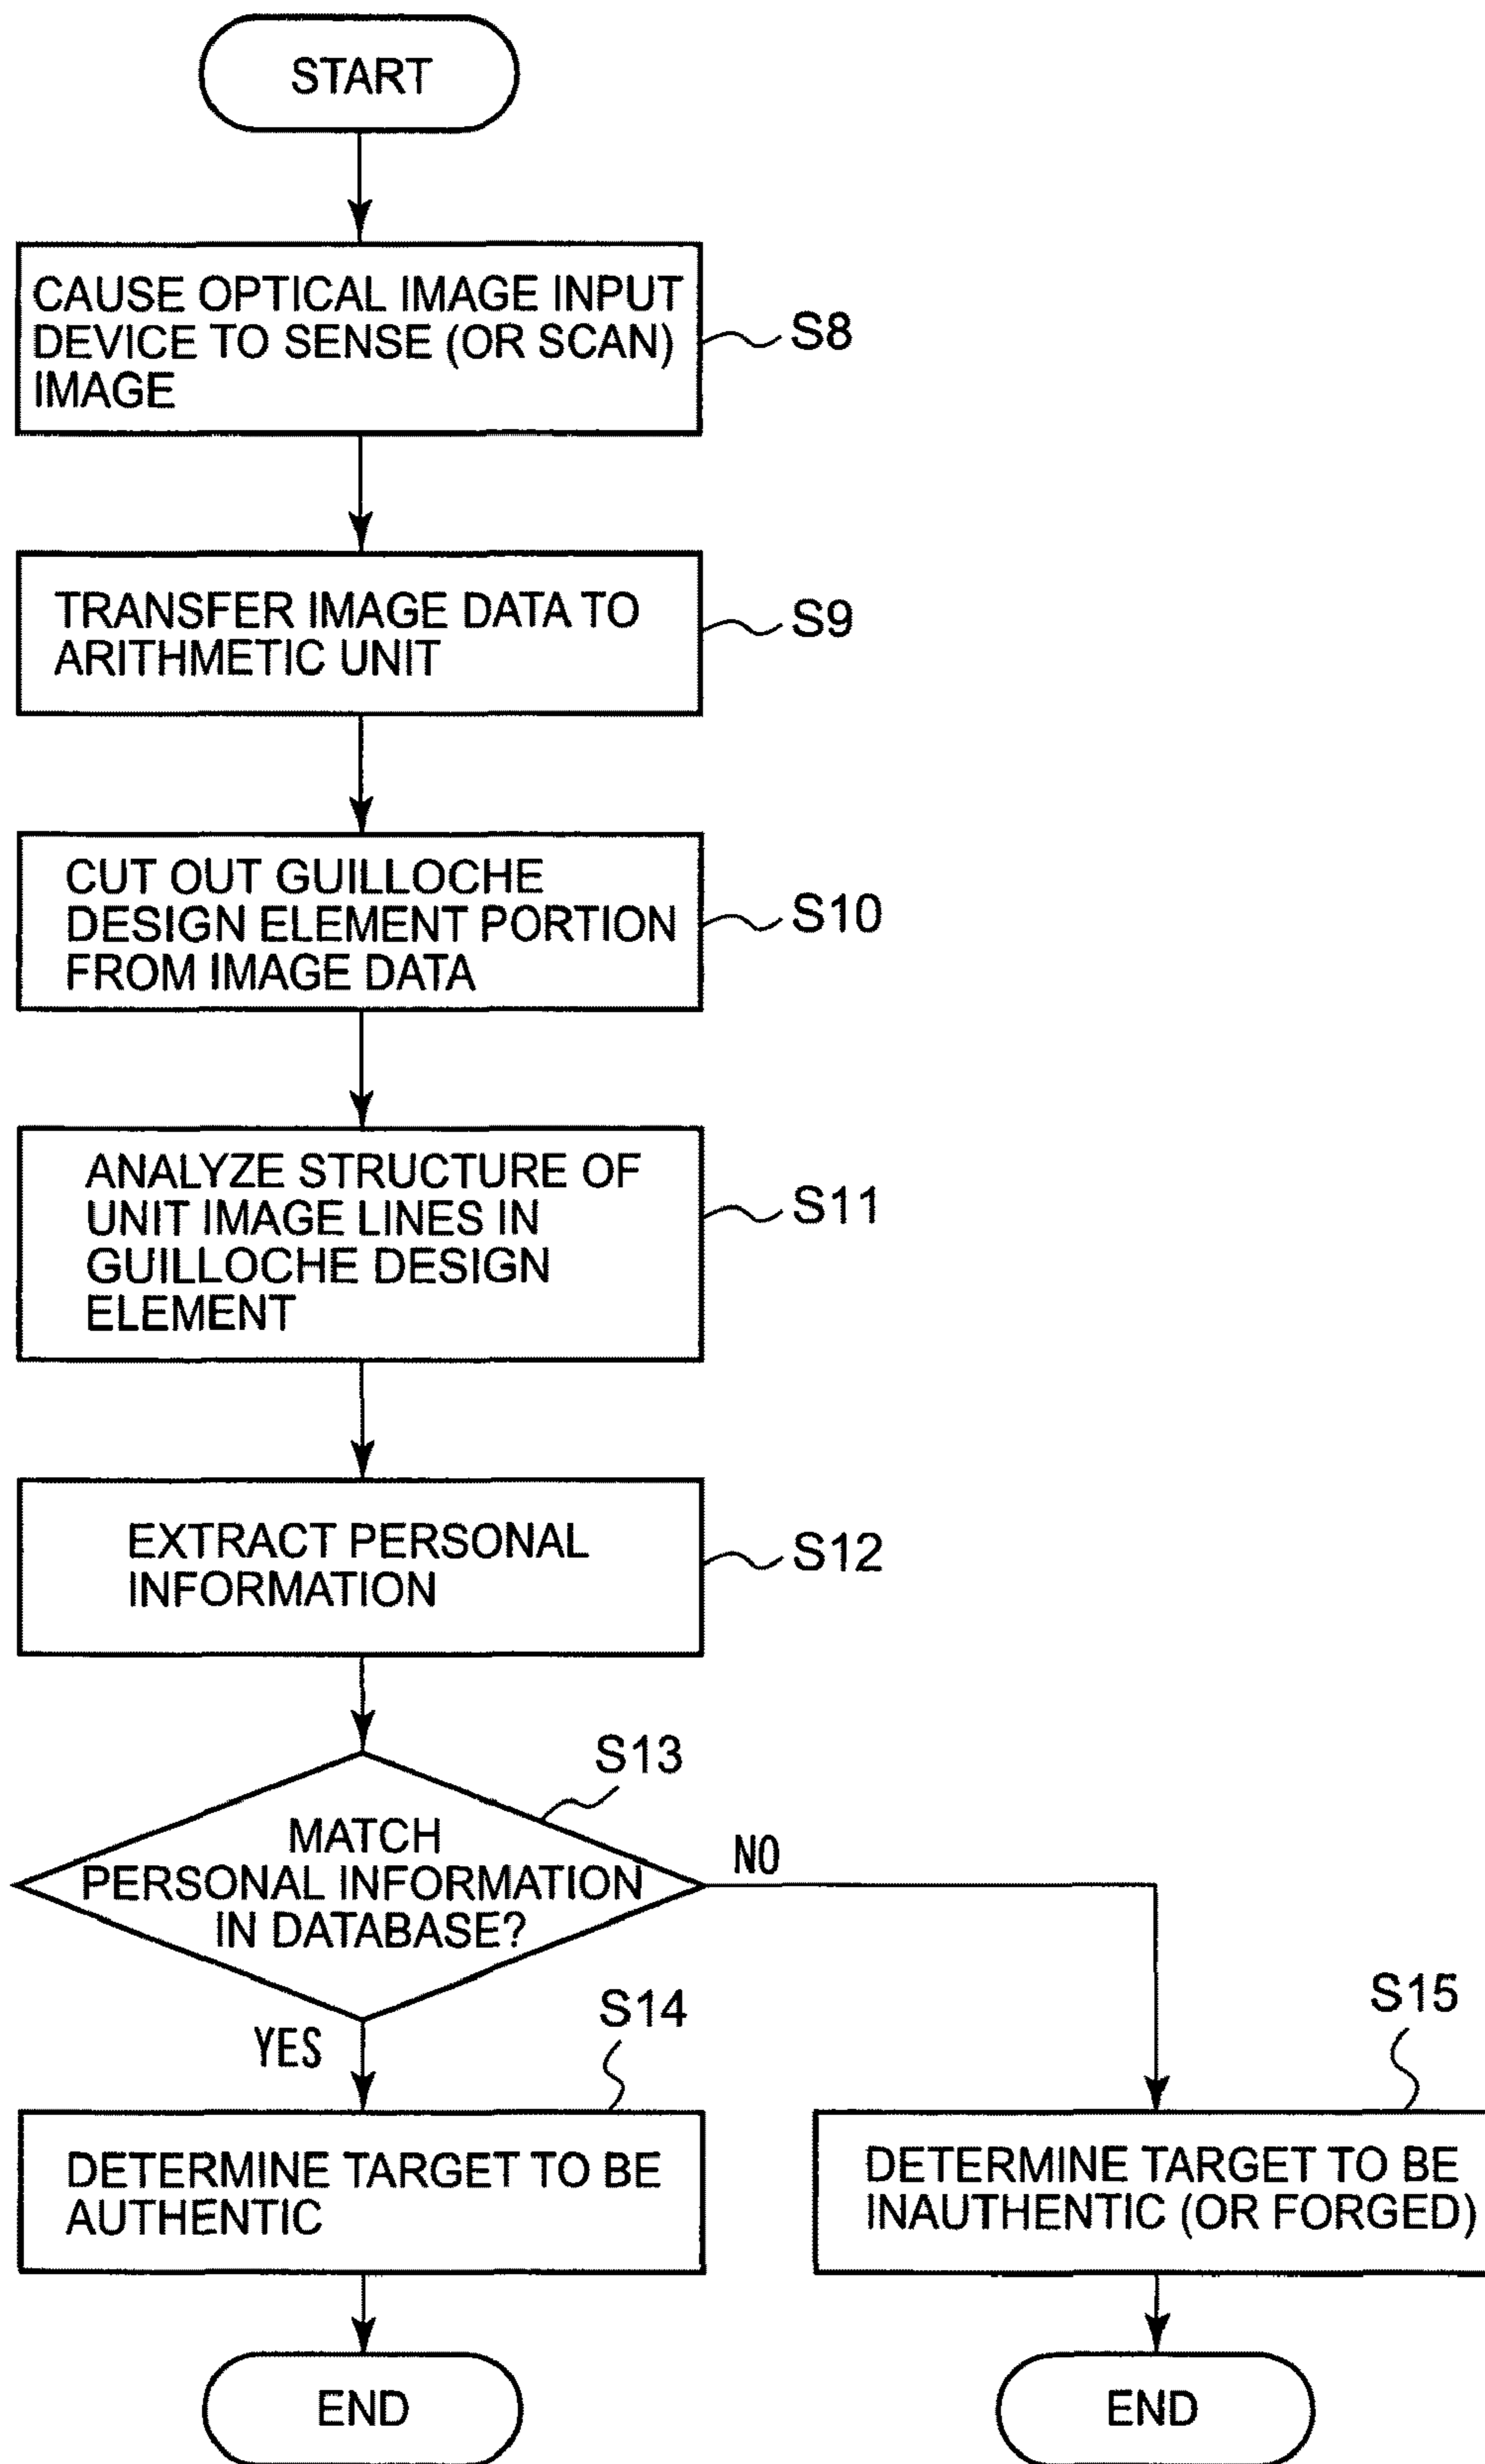 START
CAUSE OPTICAL IMAGE INPUT
DEVICE TO SENSE (OR SCAN)
IMAGE
S8
TRANSFER IMAGE DATA TO
ARITHMETIC UNIT
S9
CUT OUT GUILLOCHE
DESIGN ELEMENT PORTION
FROM IMAGE DATA
S10
ANALYZE STRUCTURE OF
UNIT IMAGE LINES IN
GUILLOCHE DESIGN
ELEMENT
S11
EXTRACT PERSONAL
INFORMATION
S12
S13
MATCH
PERSONAL INFORMATION
IN DATABASE?
NO
YES
S14
S15
DETERMINE TARGET TO BE
AUTHENTIC
DETERMINE TARGET TO BE
INAUTHENTIC (OR FORGED)
END
END